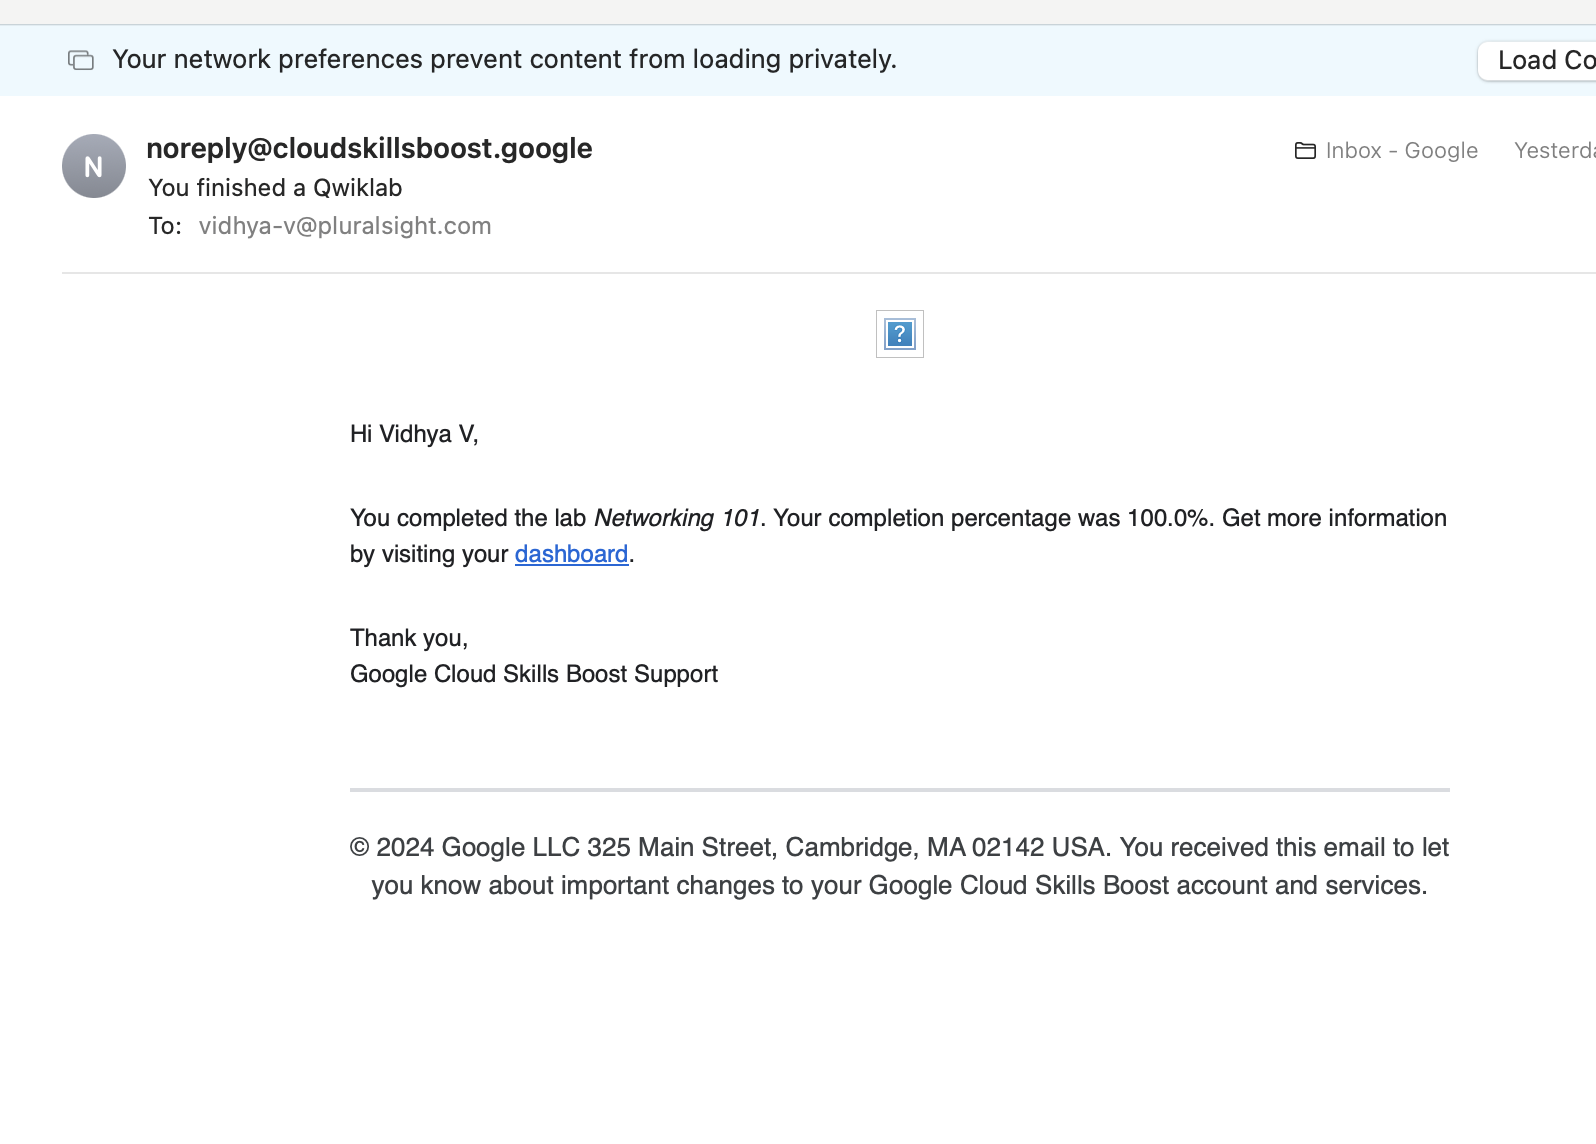 Your network preferences prevent content from loading privately.
Load Co
N
noreply@cloudskillsboost.google
Inbox - Google
Yesterda
You finished a Qwiklab
To: vidhya-v@pluralsight.com
?
Hi Vidhya V,
You completed the lab Networking 101. Your completion percentage was 100.0%. Get more information
by visiting your dashboard.
Thank you,
Google Cloud Skills Boost Support
© 2024 Google LLC 325 Main Street, Cambridge, MA 02142 USA. You received this email to let
you know about important changes to your Google Cloud Skills Boost account and services.